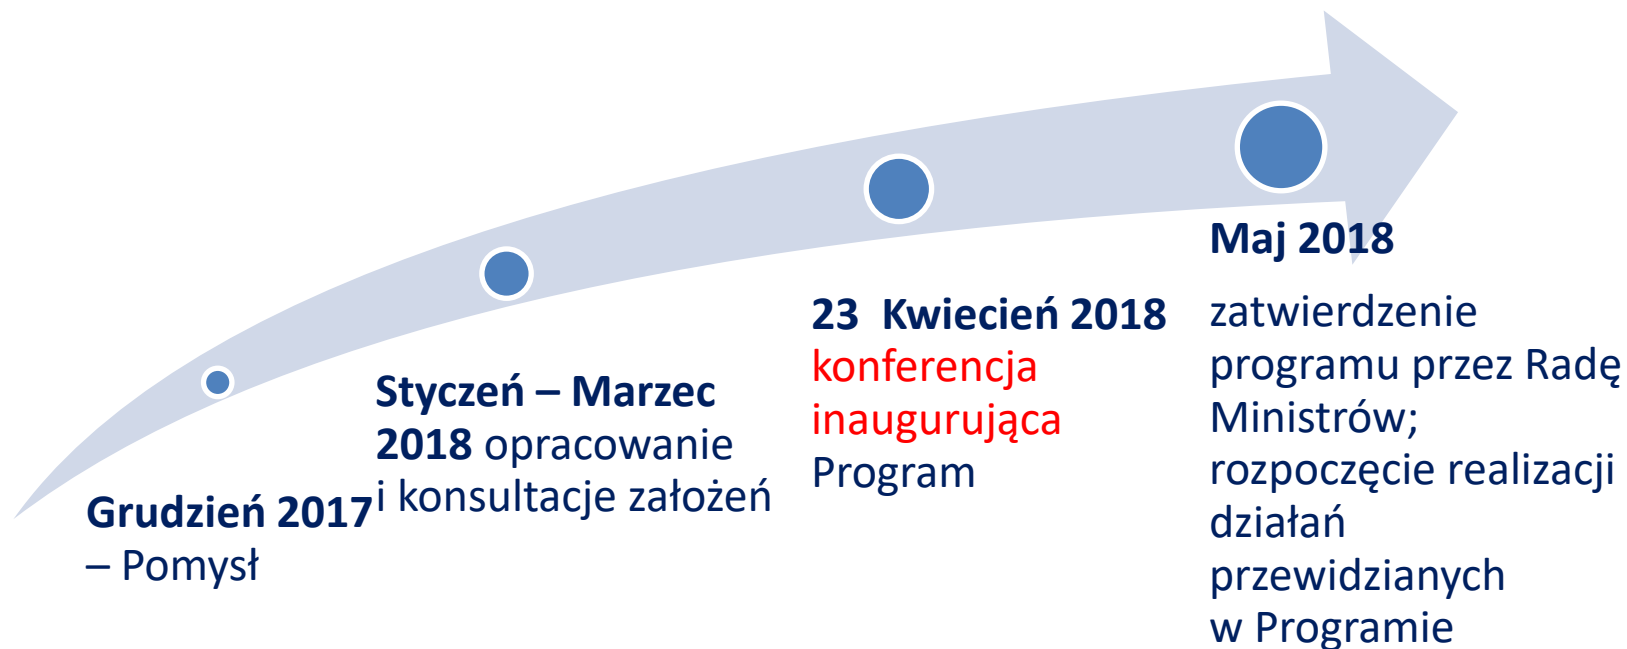 Grudzień 2017
– Pomysł
Styczeń – Marzec
2018 opracowanie
i konsultacje założeń
23 Kwiecień 2018
konferencja
inaugurująca
Program
Maj 2018
zatwierdzenie
programu przez Radę
Ministrów;
rozpoczęcie realizacji
działań
przewidzianych
w Programie